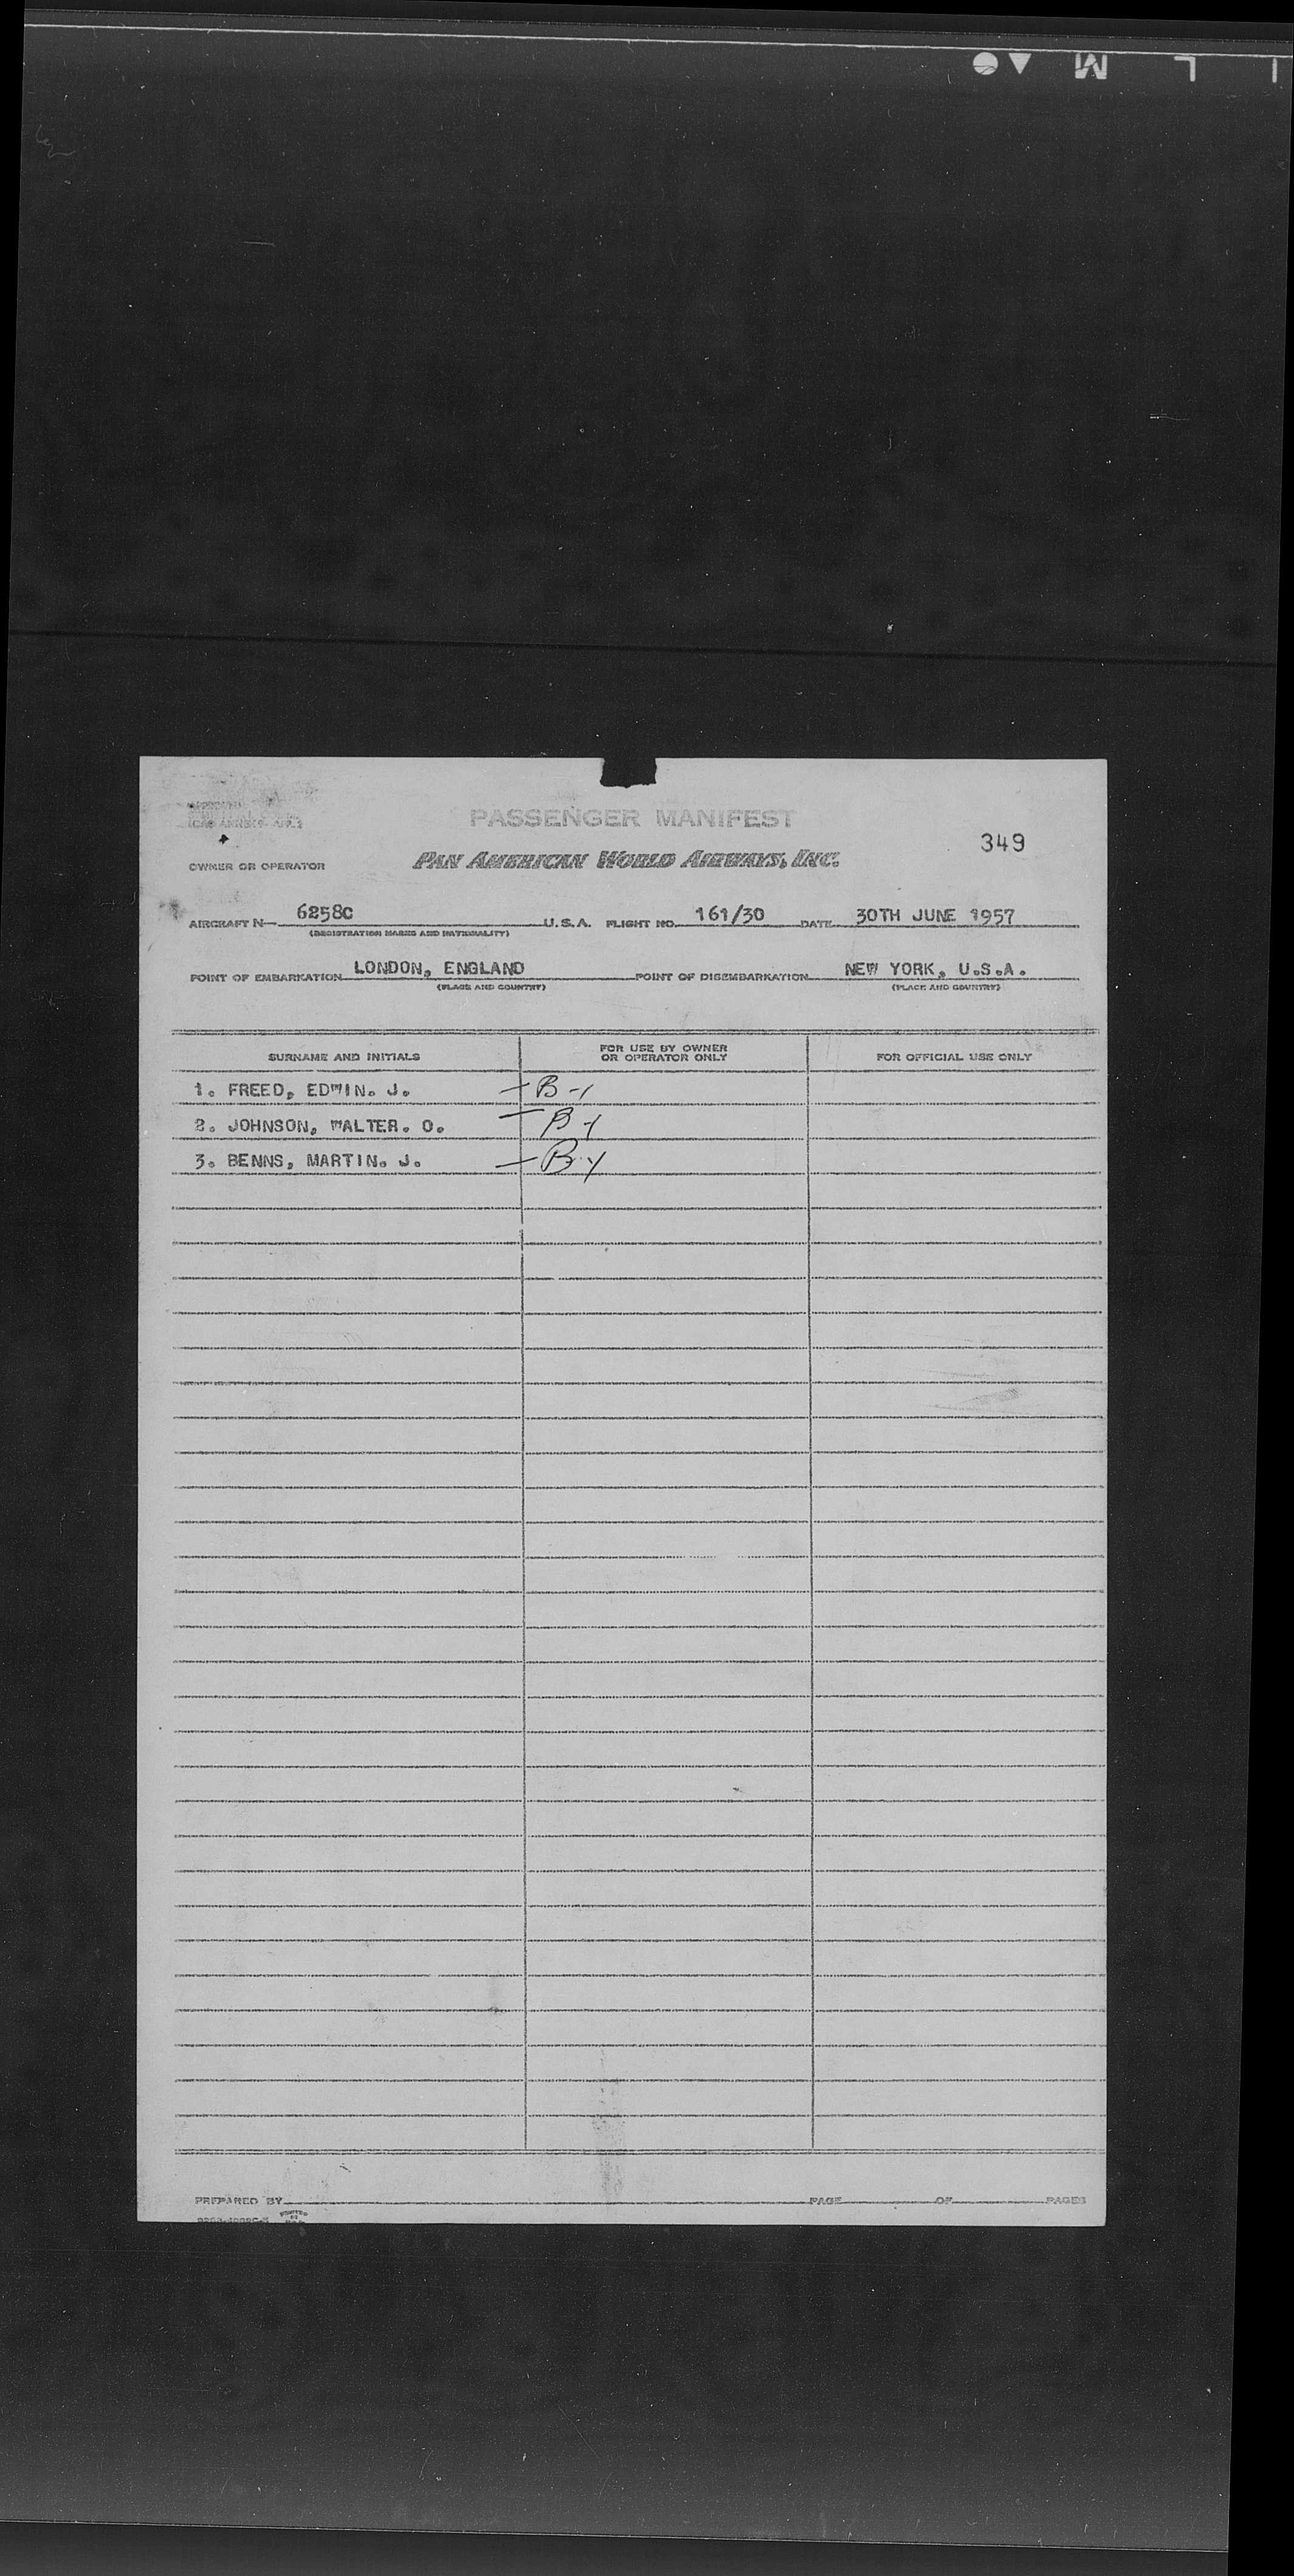 PASSENGER MANIFEST
349
OWNER OR OPERATOR PAN AMERICAN WORLD AIRWAYS, INC.
AIRCRAFT N 6258C U.S.A. FLIGHT NO. 161/30 DATE 30TH JUNE 1957
(REGISTRATION MARKS AND NATIONALITY)
POINT OF EMBARKATION LONDON, ENGLAND POINT OF DISEMBARKATION NEW YORK, U.S.A.
(PLACE AND COUNTRY) (PLACE AND COUNTRY)
SURNAME AND INITIALS FOR USE BY OWNER OR OPERATOR ONLY FOR OFFICIAL USE ONLY
1. FREED, EDWIN. J. — B-1
2. JOHNSON, WALTER. O. — B-1
3. BENNS, MARTIN. J. — B-1
PREPARED BY PAGE OF PAGES